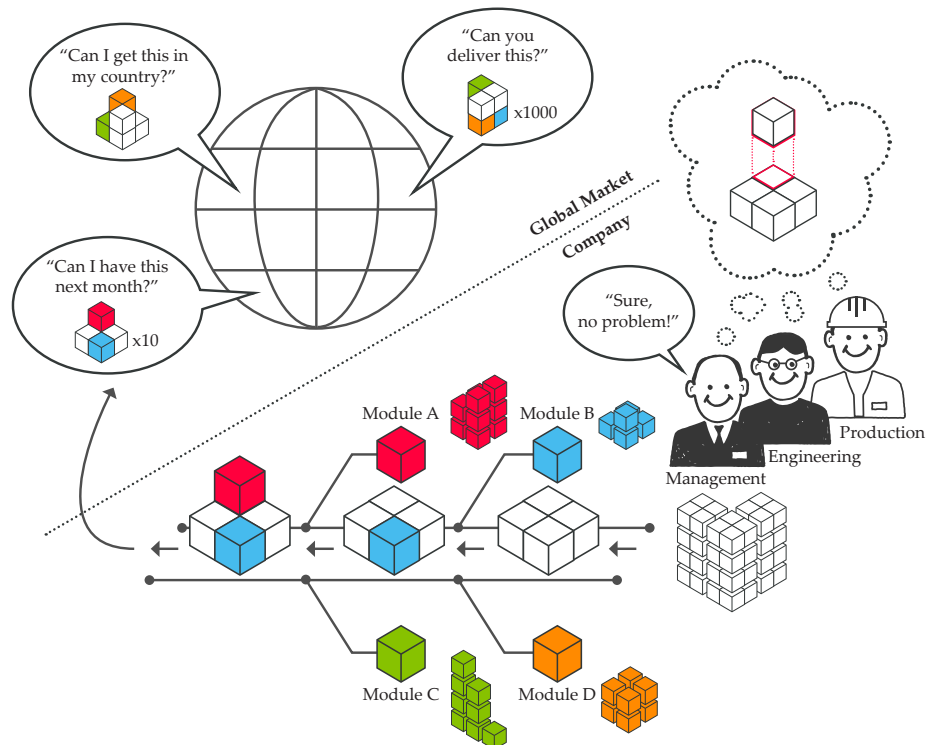 “Can I get this in
my country?”
“Can you
deliver this?”
x1000
Global Market
Company
“Can I have this
next month?”
x10
“Sure,
no problem!”
Module A
Module B
Production
Engineering
Management
Module C
Module D